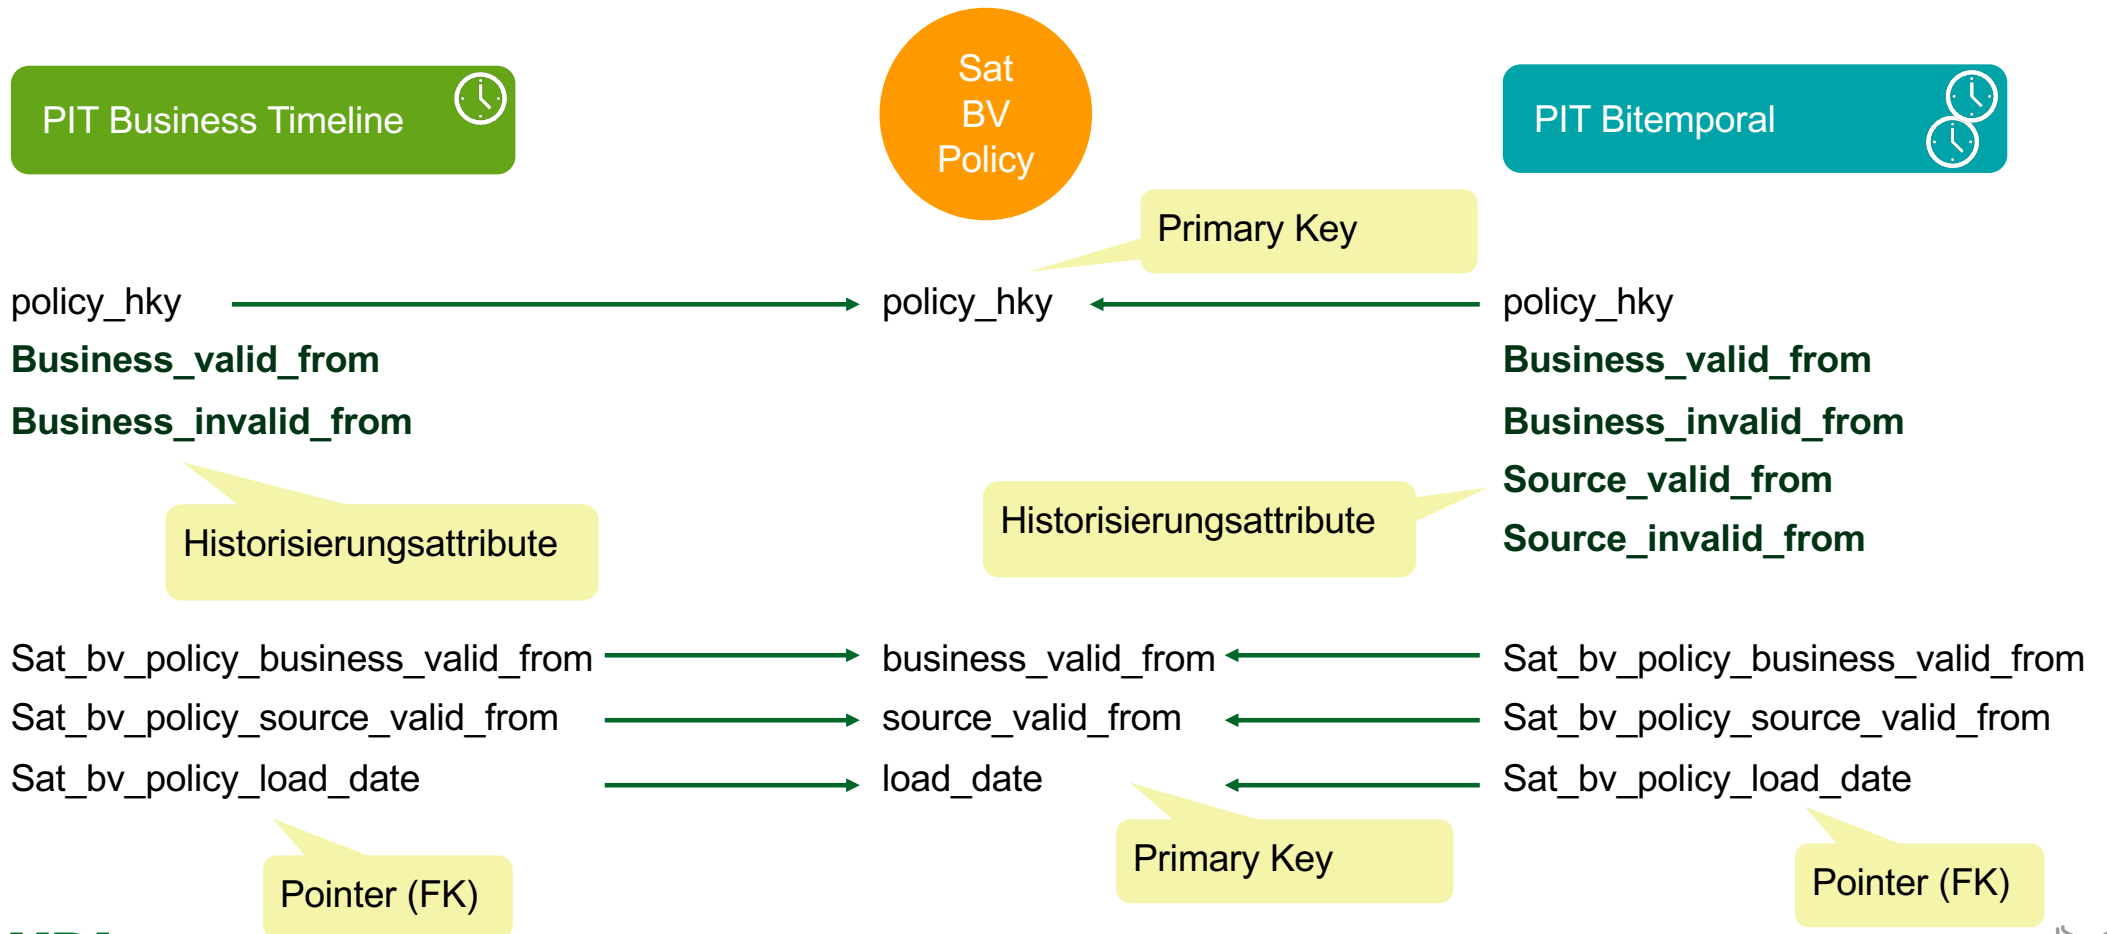 PIT Business Timeline
Sat
BV
Policy
PIT Bitemporal
Primary Key
policy_hky
policy_hky
policy_hky
Business_valid_from
Business_valid_from
Business_invalid_from
Business_invalid_from
Source_valid_from
Historisierungsattribute
Historisierungsattribute
Source_invalid_from
Sat_bv_policy_business_valid_from
business_valid_from
Sat_bv_policy_business_valid_from
Sat_bv_policy_source_valid_from
source_valid_from
Sat_bv_policy_source_valid_from
Sat_bv_policy_load_date
load_date
Sat_bv_policy_load_date
Primary Key
Pointer (FK)
Pointer (FK)